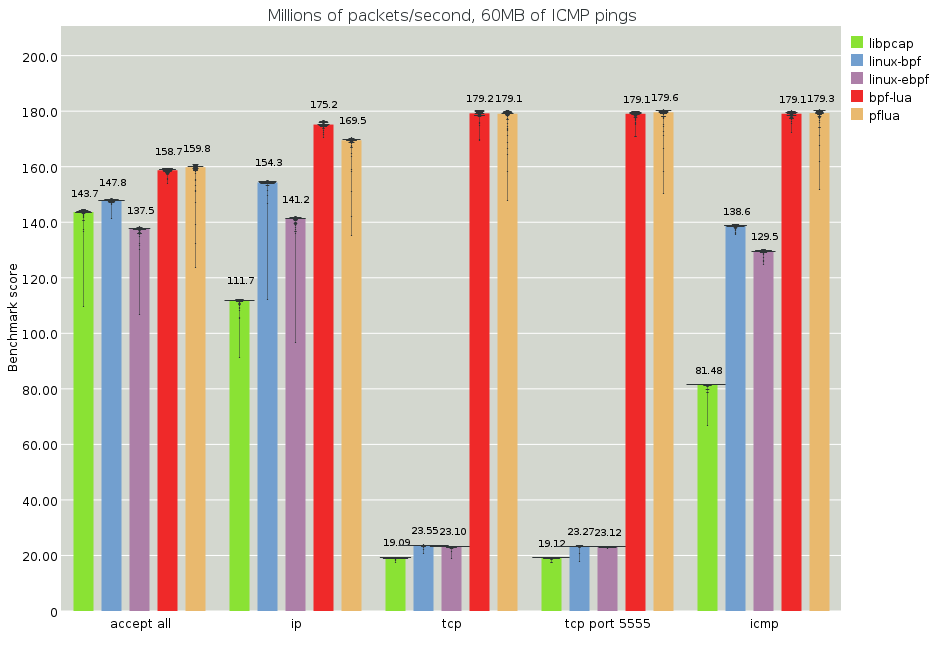 Millions of packets/second, 60MB of ICMP pings
libpcap
linux-bpf
linux-ebpf
bpf-lua
pflua
Benchmark score
200.0
180.0
160.0
140.0
120.0
100.0
80.00
60.00
40.00
20.00
0
143.7 147.8 137.5 158.7 159.8
111.7 154.3 141.2 175.2 169.5
19.09 23.55 23.10 179.2 179.1
19.12 23.27 23.12 179.1 179.6
81.48 138.6 129.5 179.1 179.3
accept all ip tcp tcp port 5555 icmp